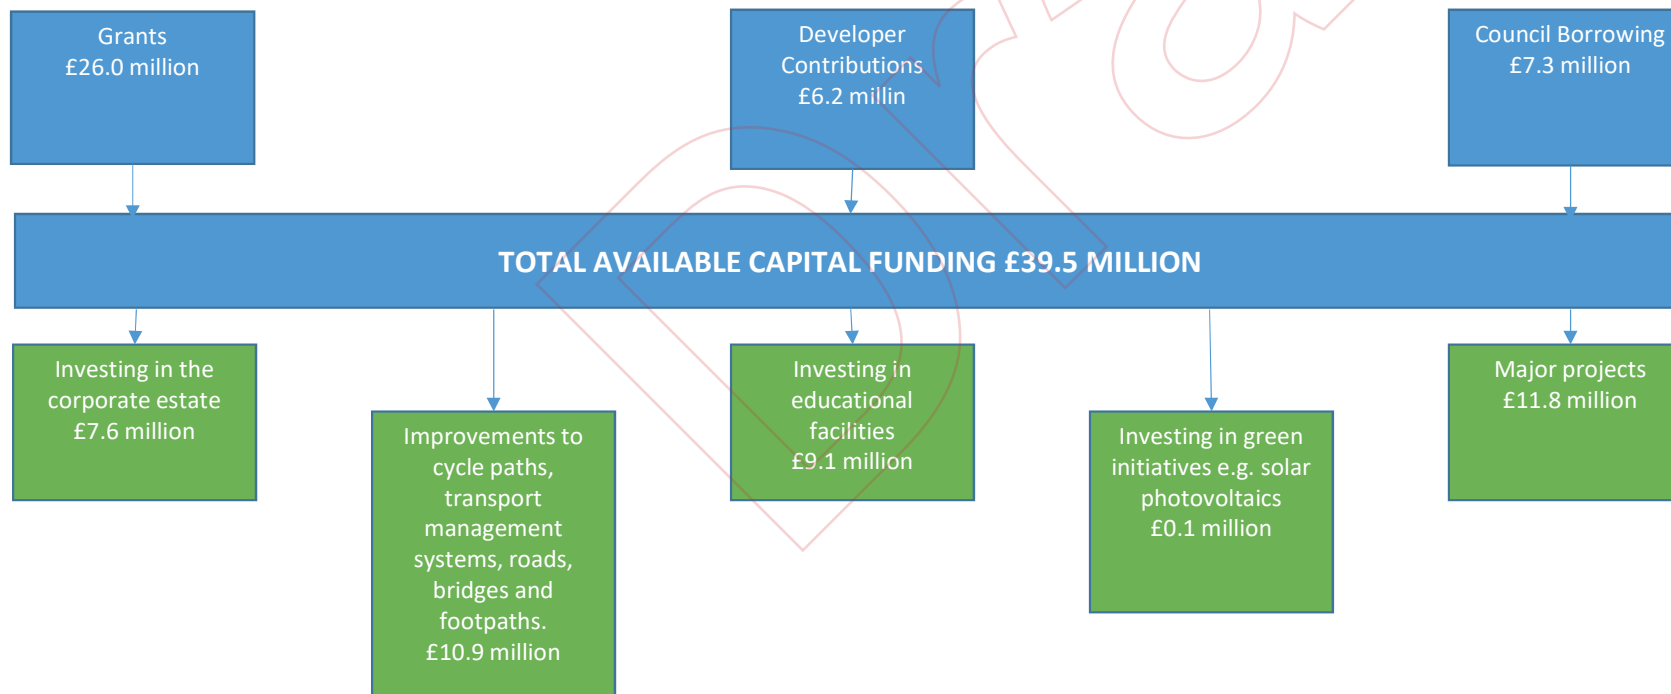 Grants
£26.0 million
Developer
Contributions
£6.2 millin
Council Borrowing
£7.3 million
TOTAL AVAILABLE CAPITAL FUNDING £39.5 MILLION
Investing in the
corporate estate
£7.6 million
Improvements to
cycle paths,
transport
management
systems, roads,
bridges and
footpaths.
£10.9 million
Investing in
educational
facilities
£9.1 million
Investing in green
initiatives e.g. solar
photovoltaics
£0.1 million
Major projects
£11.8 million